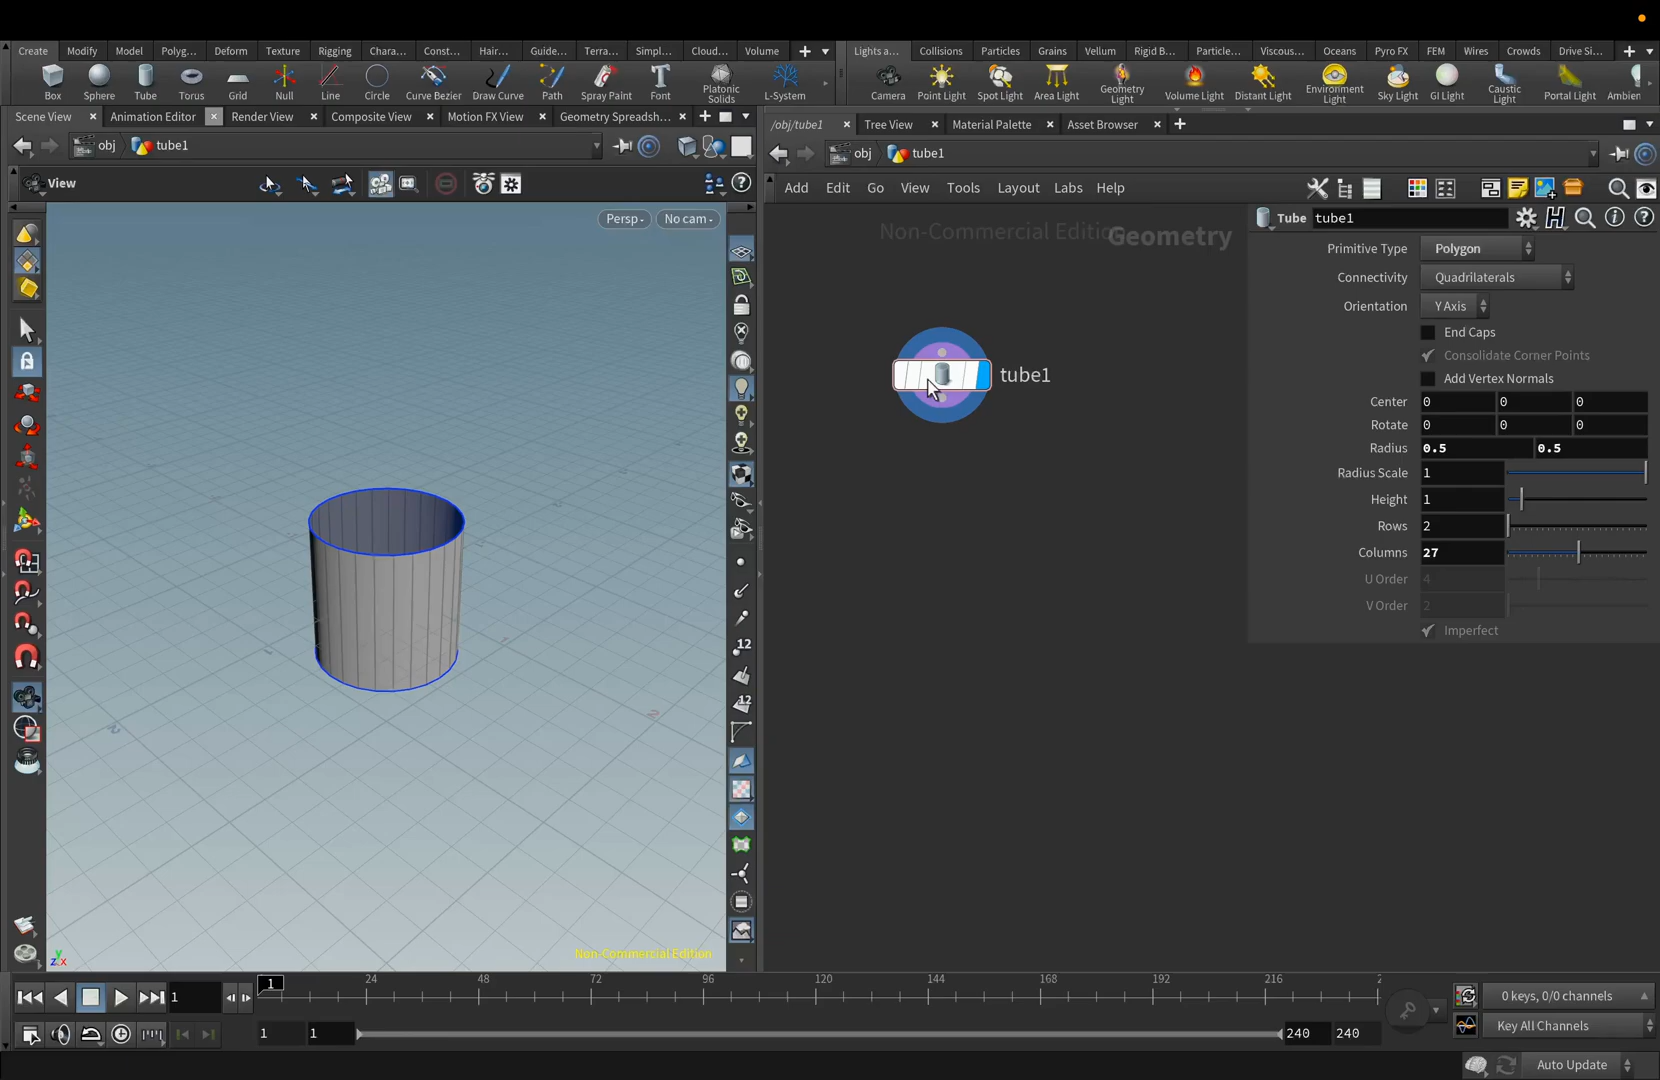 Create Modify Model Polyg... Deform Texture Rigging Chara... Const... Hair... Guide... Terra... Simpl... Cloud... Volume
Lights a... Collisions Particles Grains Vellum Rigid B... Particle... Viscous... Oceans Pyro FX FEM Wires Crowds Drive Si...
Box Sphere Tube Torus Grid Null Line Circle Curve Bezier Draw Curve Path Spray Paint Font Platonic Solids L-System
Camera Point Light Spot Light Area Light Geometry Light Volume Light Distant Light Environment Light Sky Light GI Light Caustic Light Portal Light Ambien
Scene View Animation Editor Render View Composite View Motion FX View Geometry Spreadsh...
/obj/tube1 Tree View Material Palette Asset Browser
obj tube1
obj tube1
View
Add Edit Go View Tools Layout Labs Help
Persp No cam
Non-Commercial Edition
Geometry
Tube tube1
Primitive Type Polygon
Connectivity Quadrilaterals
Orientation Y Axis
End Caps
Consolidate Corner Points
Add Vertex Normals
Center 0 0 0
Rotate 0 0 0
Radius 0.5 0.5
Radius Scale 1
Height 1
Rows 2
Columns 27
U Order 4
V Order 2
Imperfect
tube1
12
12
Non-Commercial Edition
1 24 48 72 96 120 144 168 192 216 2
1
0 keys, 0/0 channels
1 1 240 240
Key All Channels
Auto Update